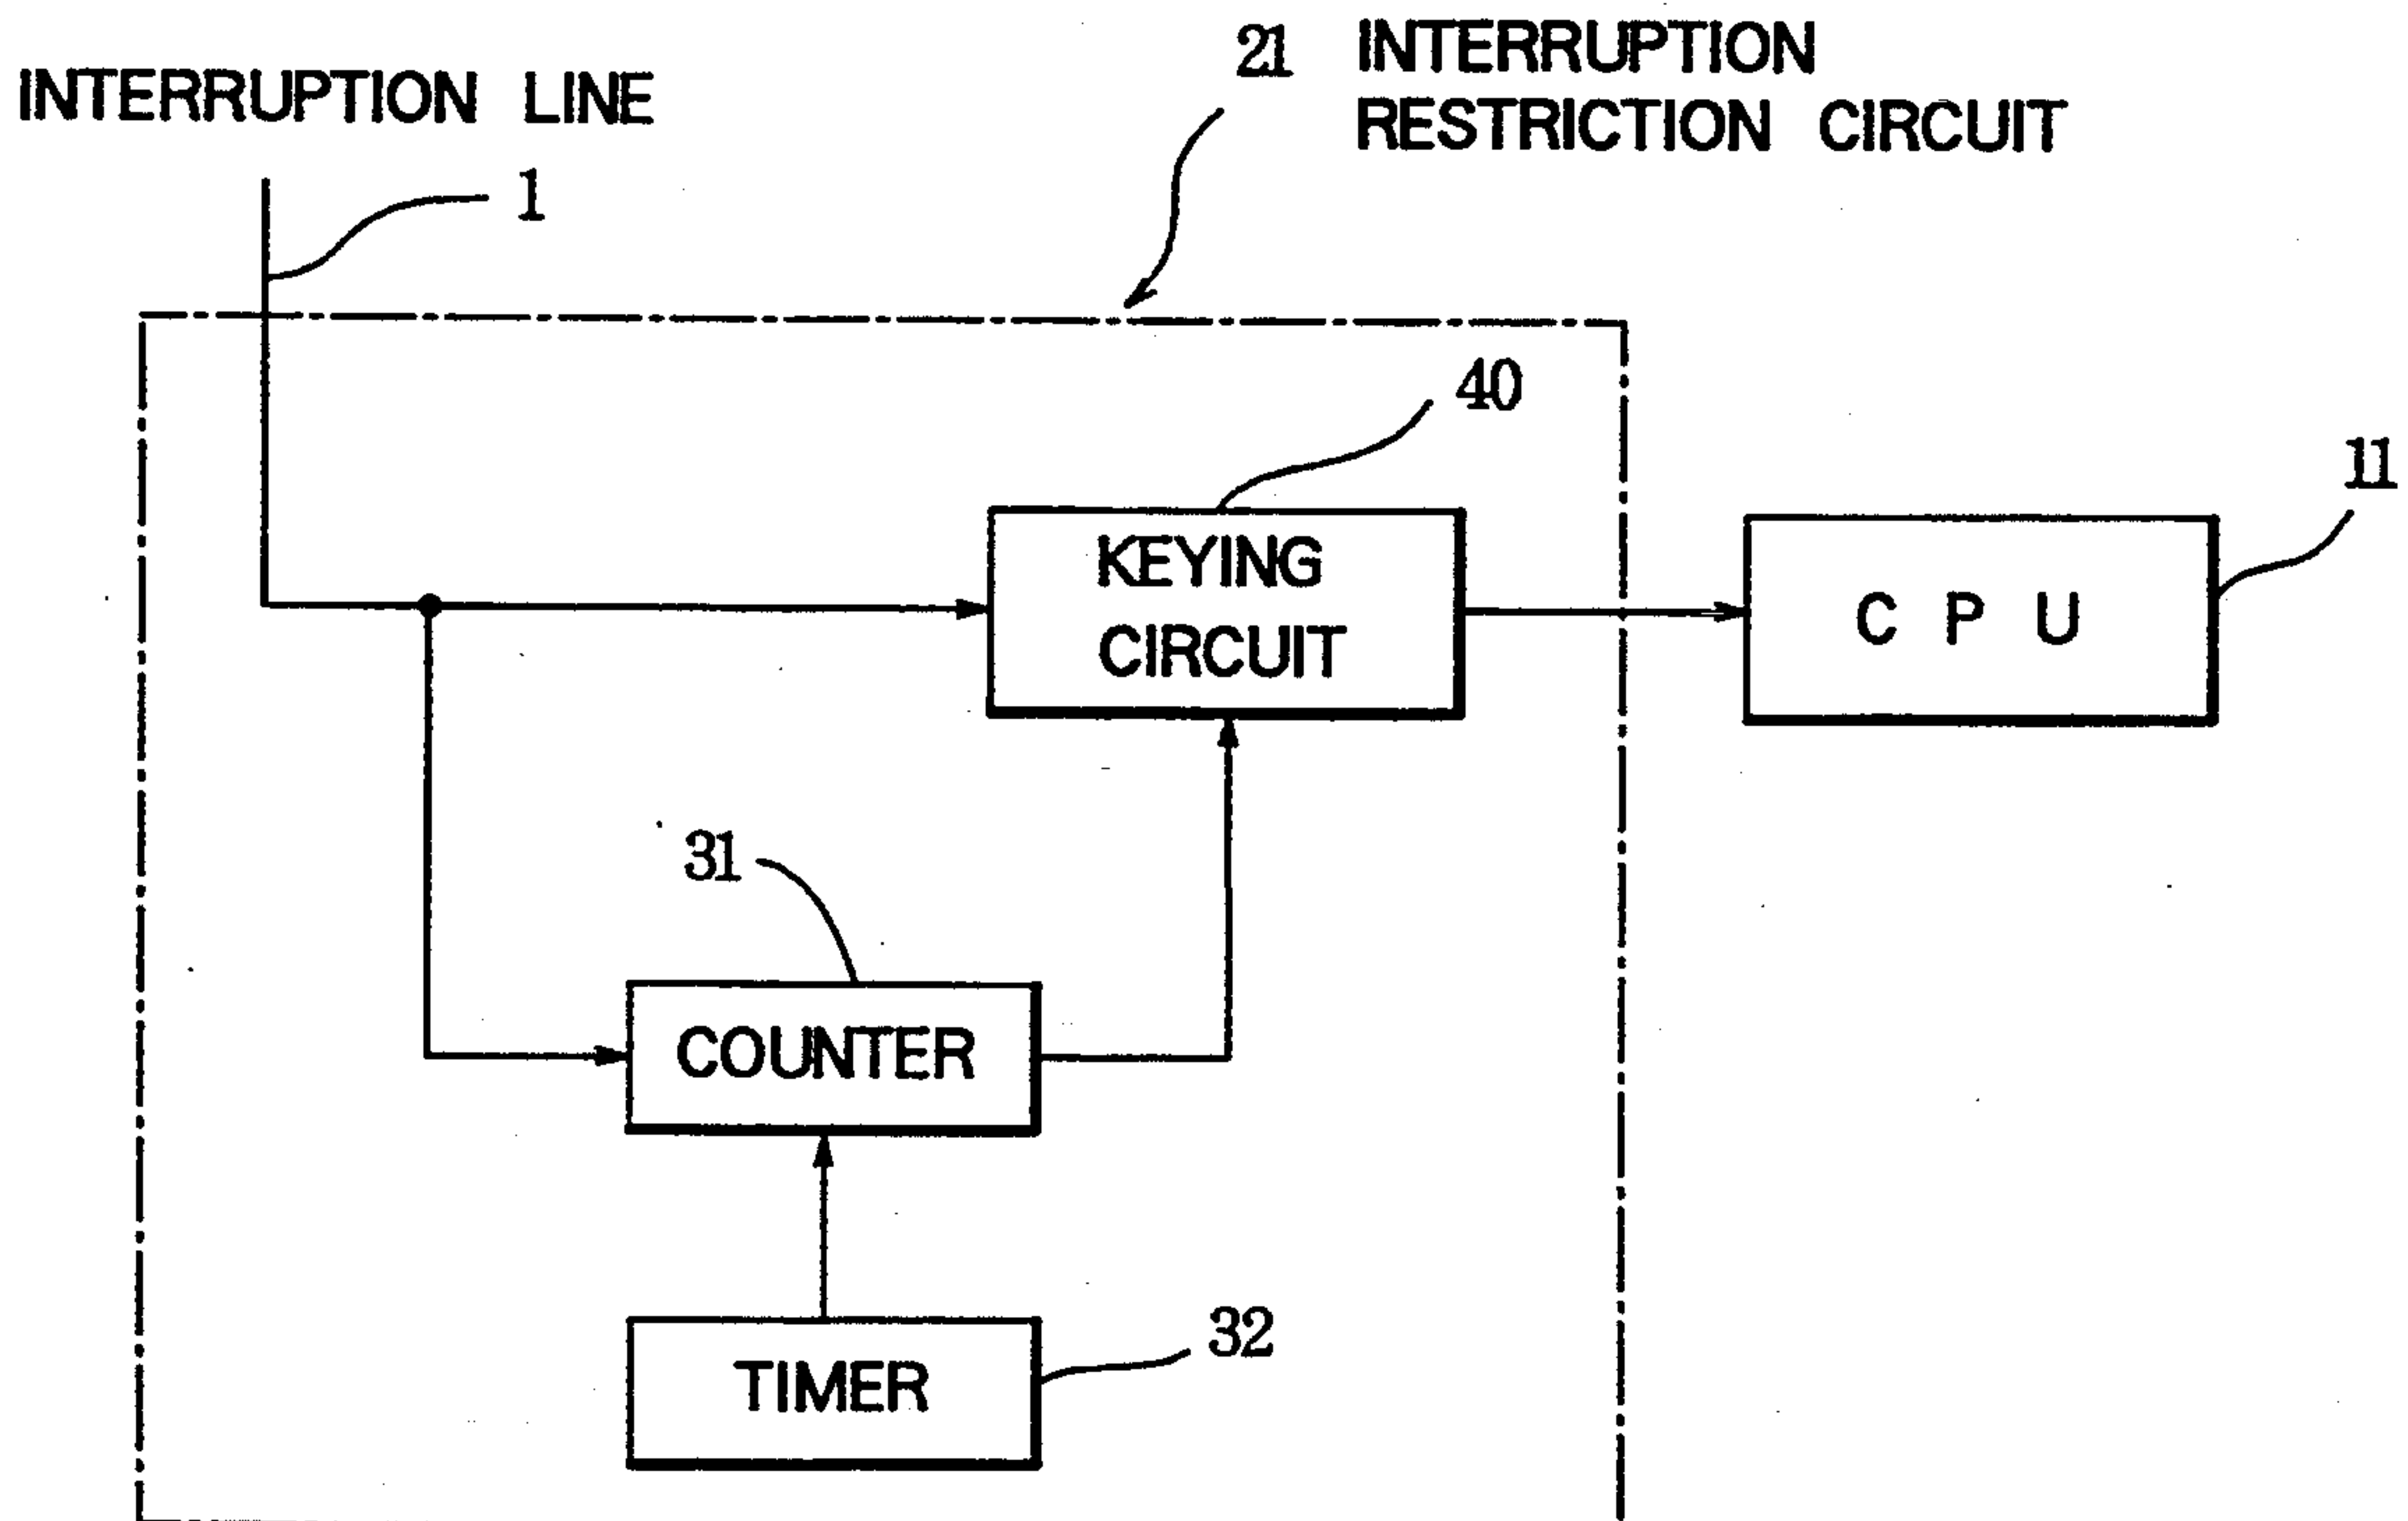 21 INTERRUPTION
RESTRICTION CIRCUIT
INTERRUPTION LINE
1
40
11
KEYING
CIRCUIT
C P U
31
COUNTER
32
TIMER